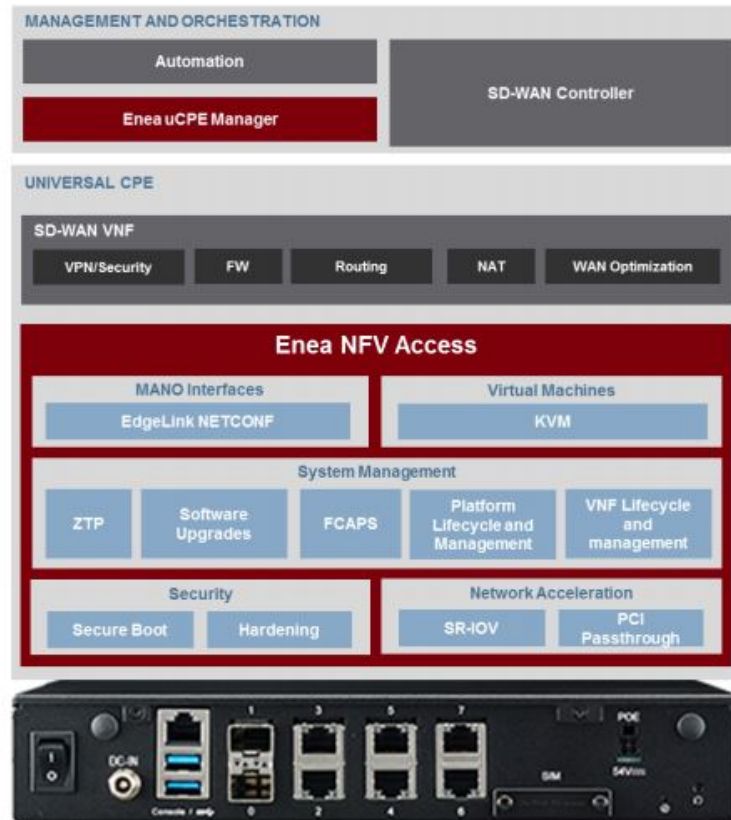 MANAGEMENT AND ORCHESTRATION
Automation
SD-WAN Controller
Enea uCPE Manager
UNIVERSAL CPE
SD-WAN VNF
VPN/Security
FW
Routing
NAT
WAN Optimization
Enea NFV Access
MANO Interfaces
EdgeLink NETCONF
Virtual Machines
KVM
System Management
ZTP
Software
Upgrades
FCAPS
Platform
Lifecycle and
Management
VNF Lifecycle
and
management
Security
Secure Boot
Hardening
Network Acceleration
SR-IOV
PCI
Passthrough
1
3
5
7
POE
DC-IN
54V
SIM
I
O
Console /
0
2
4
6